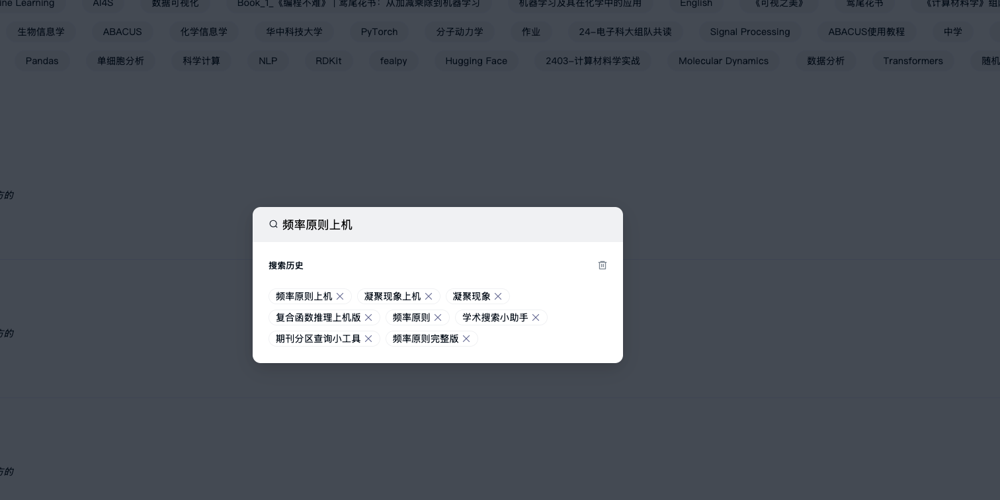 ine Learning AI4S 数据可视化 Book_1_《编程不难》 | 鸢尾花书：从加减乘除到机器学习 机器学习及其在化学中的应用 English 《可视之美》 鸢尾花书 《计算材料学》组
生物信息学 ABACUS 化学信息学 华中科技大学 PyTorch 分子动力学 作业 24-电子科大组队共读 Signal Processing ABACUS使用教程 中学
Pandas 单细胞分析 科学计算 NLP RDKit fealpy Hugging Face 2403-计算材料学实战 Molecular Dynamics 数据分析 Transformers 随机
方的
频率原则上机
搜索历史
频率原则上机 凝聚现象上机 凝聚现象
复合函数推理上机版 频率原则 学术搜索小助手
方的
期刊分区查询小工具 频率原则完整版
方的